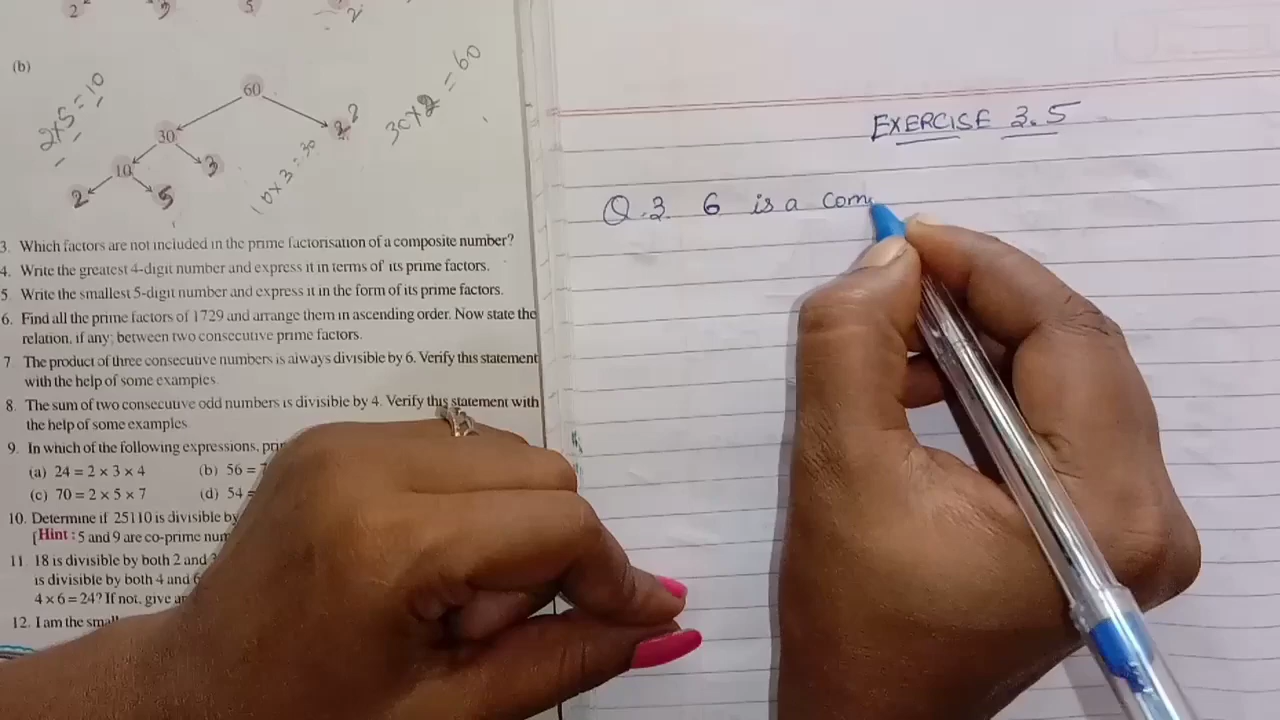 (b)
2×5=10
60
30×2=60
30
2
10
3
10×3=30
2
5
3. Which factors are not included in the prime factorisation of a composite number?
4. Write the greatest 4-digit number and express it in terms of its prime factors.
5. Write the smallest 5-digit number and express it in the form of its prime factors.
6. Find all the prime factors of 1729 and arrange them in ascending order. Now state the
relation, if any; between two consecutive prime factors.
7 The product of three consecutive numbers is always divisible by 6. Verify this statement
with the help of some examples.
8. The sum of two consecutive odd numbers is divisible by 4. Verify this statement with
the help of some examples
9. In which of the following expressions,
(a) 24 = 2 × 3 × 4 (b) 56 =
(c) 70 = 2 × 5 × 7 (d) 54 =
10. Determine if 25110 is divisible by
[Hint : 5 and 9 are co-prime
11. 18 is divisible by both 2 and
is divisible by both 4 and
4 × 6 = 24? If not, give
12. I am the
EXERCISE 3.5
Q.3 6 is a com